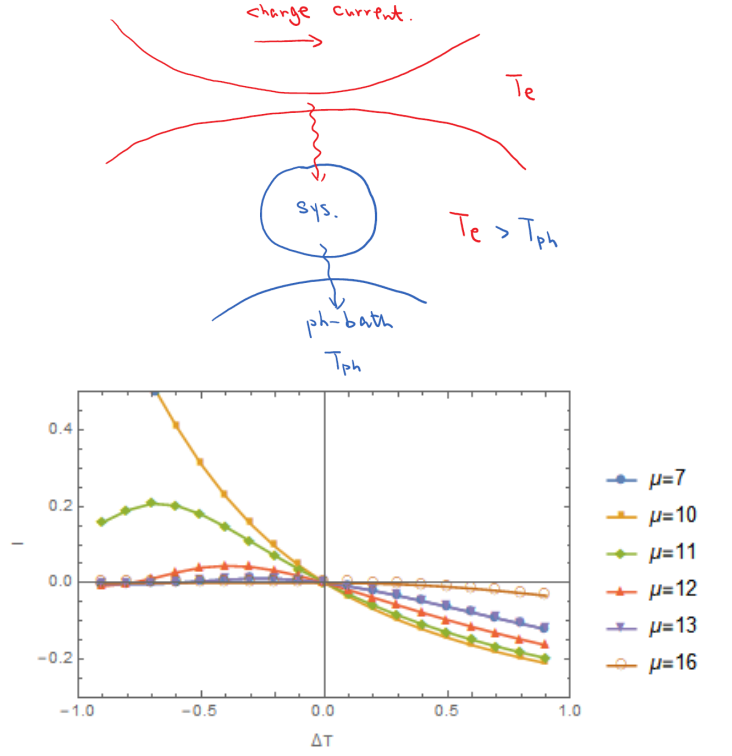 charge current.
Te
sys.
Te > Tph
ph-bath
Tph
0.4
0.2
0.0
−0.2
I
−1.0 −0.5 0.0 0.5 1.0
ΔT
μ=7
μ=10
μ=11
μ=12
μ=13
μ=16